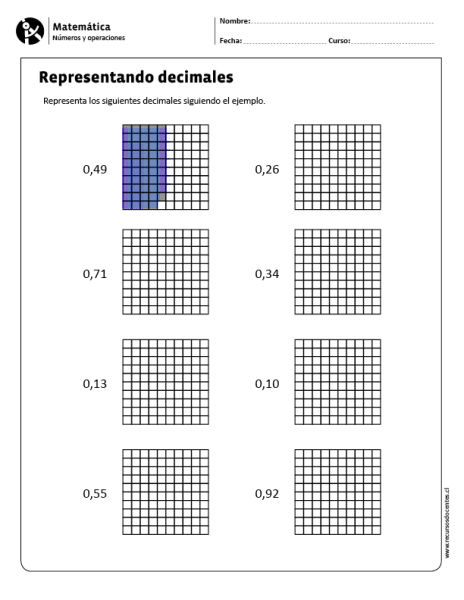 Matemática
Números y operaciones
Nombre:
Fecha: Curso:
Representando decimales
Representa los siguientes decimales siguiendo el ejemplo.
0,49 0,26
0,71 0,34
0,13 0,10
0,55 0,92
www.recursosdocentes.cl